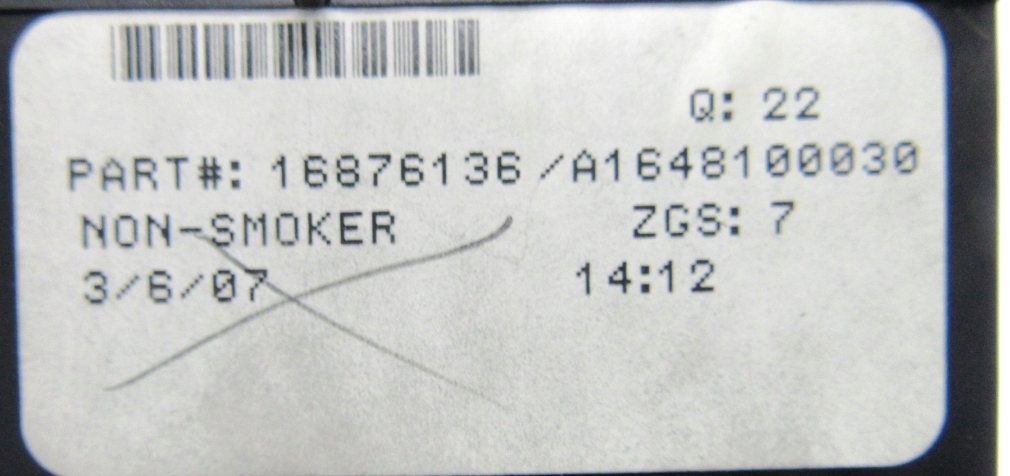 Q: 22
PART#: 16876136/A1648100030
NON-SMOKER ZGS: 7
3/6/07 14:12